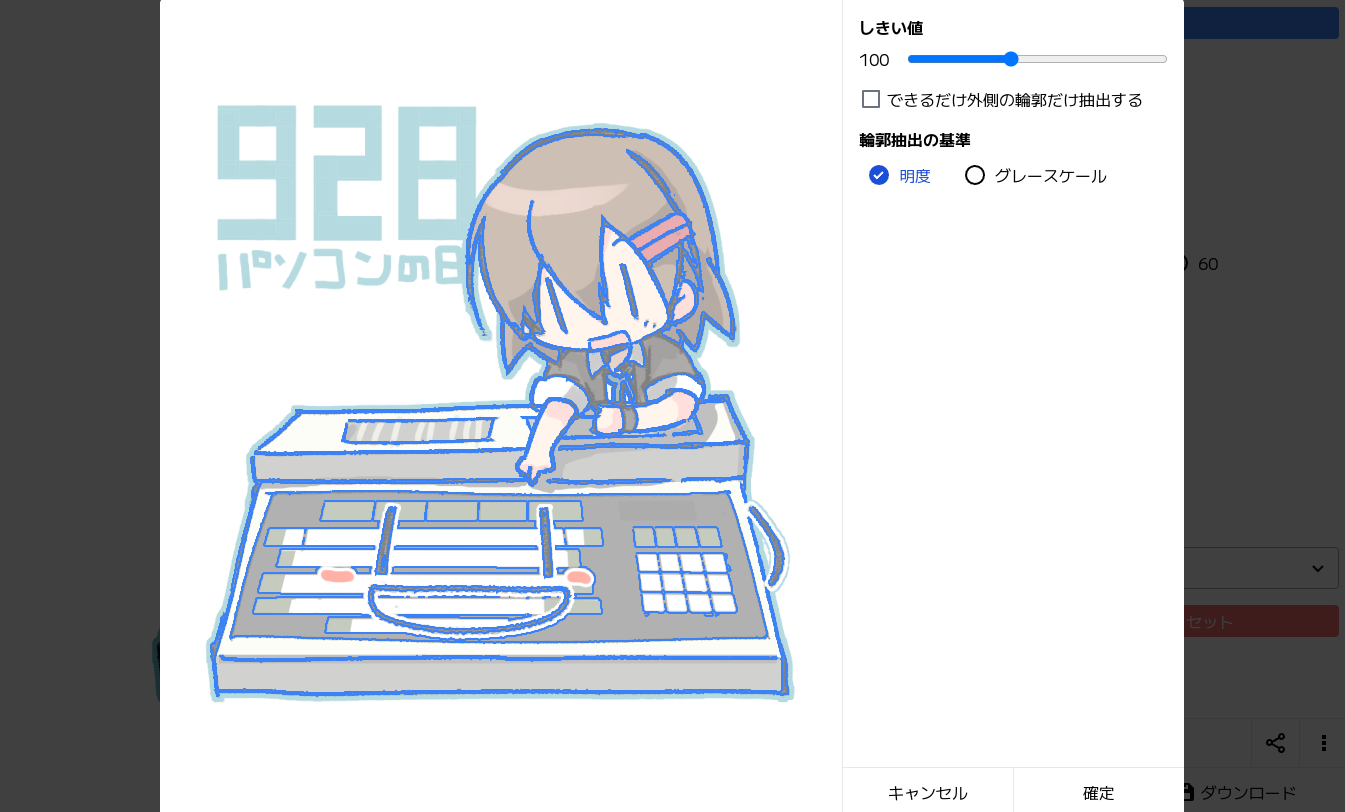 しきい値
100
できるだけ外側の輪郭だけ抽出する
輪郭抽出の基準
明度 グレースケール
キャンセル 確定
928
パソコンの日
60
セット
ダウンロード